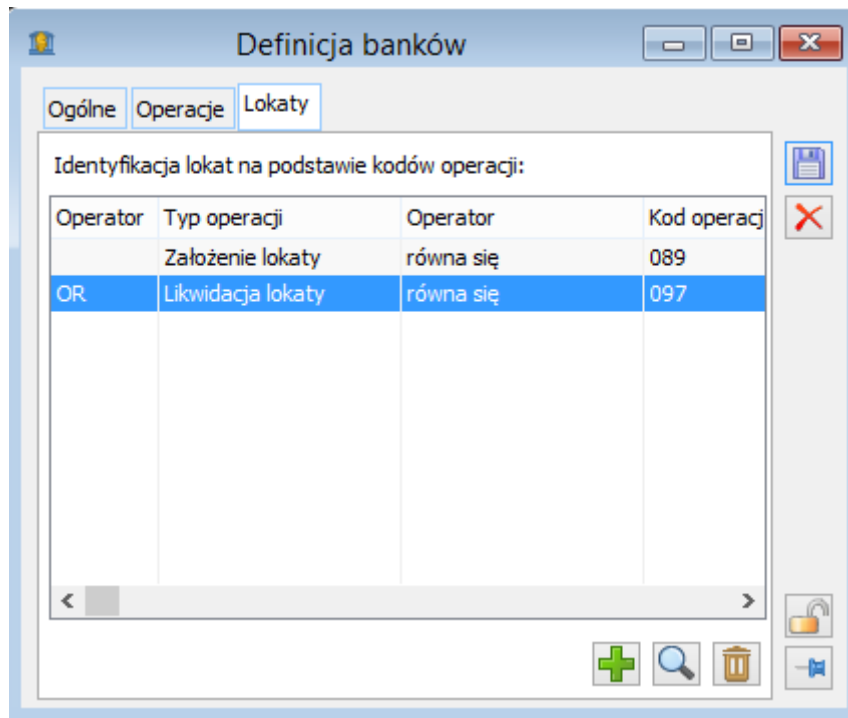 Definicja banków
Ogólne Operacje Lokaty
Identyfikacja lokat na podstawie kodów operacji:
Operator Typ operacji Operator Kod operacj
Założenie lokaty równa się 089
OR Likwidacja lokaty równa się 097